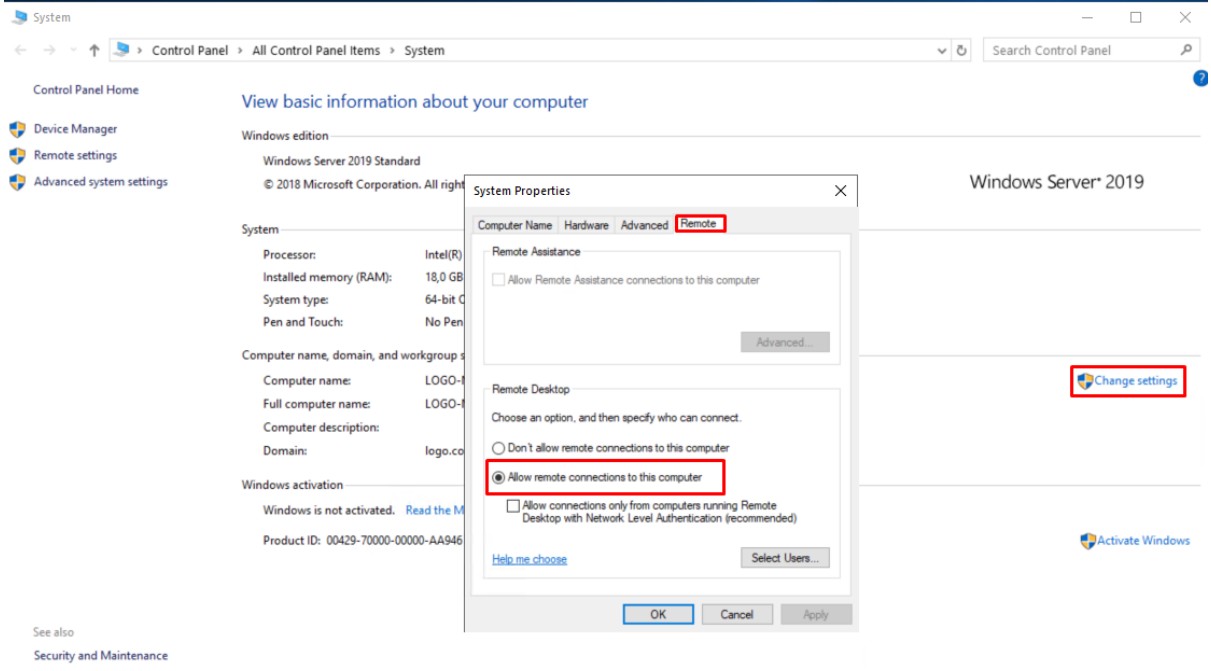 System
Control Panel > All Control Panel Items > System
Search Control Panel
?
Control Panel Home
Device Manager
Remote settings
Advanced system settings
See also
Security and Maintenance
View basic information about your computer
Windows edition
Windows Server 2019 Standard
© 2018 Microsoft Corporation. All right
Windows Server® 2019
System
Processor: Intel(R)
Installed memory (RAM): 18,0 GB
System type: 64-bit
Pen and Touch: No Pen
Computer name, domain, and workgroup s
Computer name: LOGO-
Full computer name: LOGO-
Computer description:
Domain: logo.co
Change settings
Windows activation
Windows is not activated. Read the M
Product ID: 00429-70000-00000-AA946
Activate Windows
System Properties
Computer Name Hardware Advanced Remote
Remote Assistance
Allow Remote Assistance connections to this computer
Advanced...
Remote Desktop
Choose an option, and then specify who can connect.
Don't allow remote connections to this computer
Allow remote connections to this computer
Allow connections only from computers running Remote
Desktop with Network Level Authentication (recommended)
Help me choose
Select Users...
OK Cancel Apply